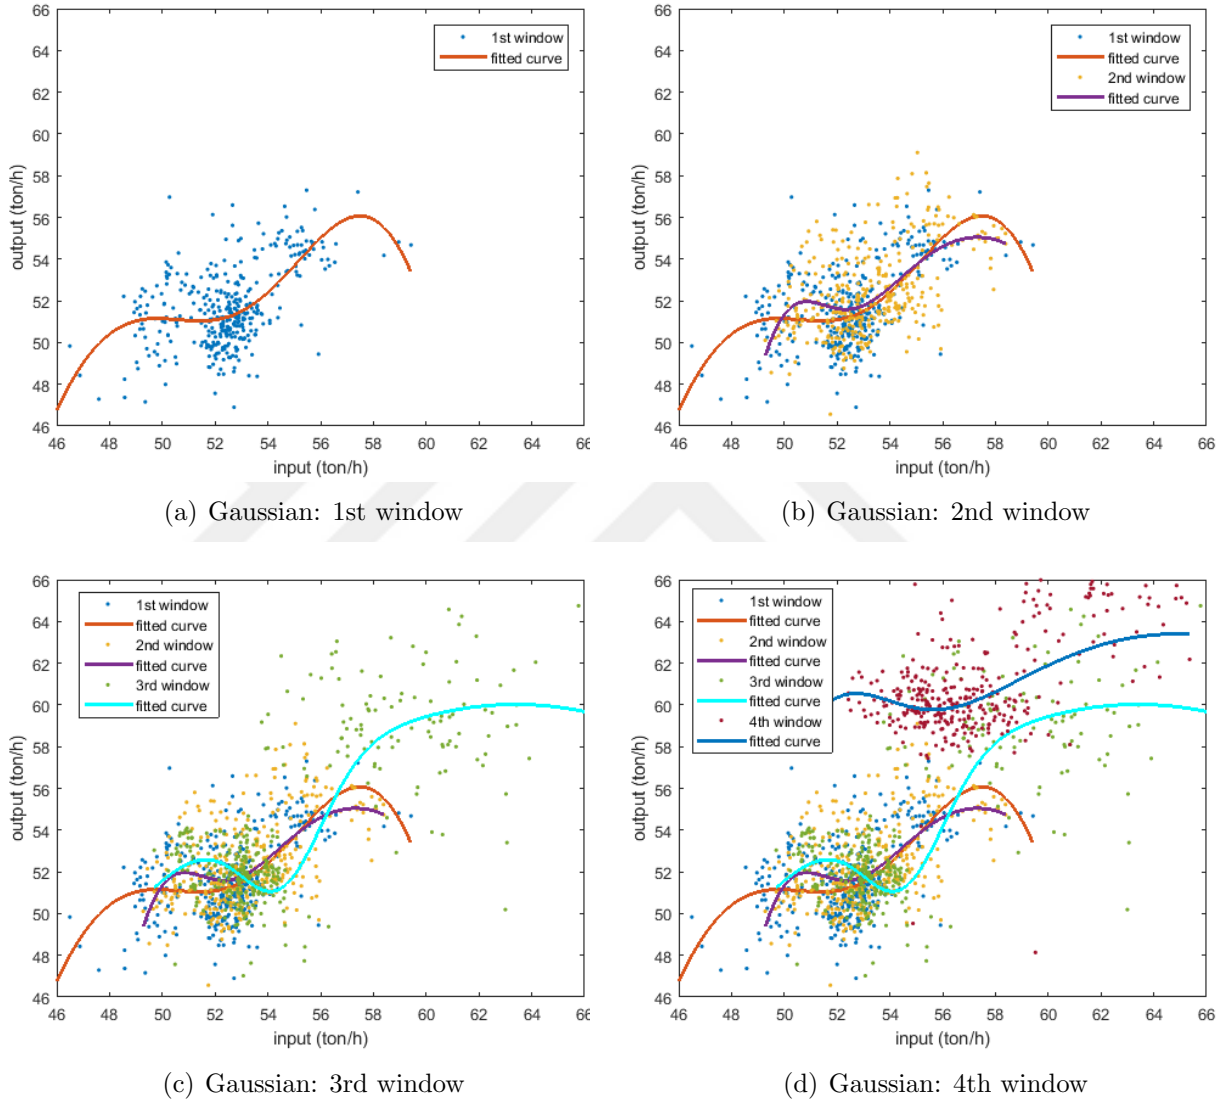 66
64
62
60
58
56
54
52
50
48
46
output (ton/h)
1st window
fitted curve
46 48 50 52 54 56 58 60 62 64 66
input (ton/h)
(a) Gaussian: 1st window
66
64
62
60
58
56
54
52
50
48
46
output (ton/h)
1st window
fitted curve
2nd window
fitted curve
46 48 50 52 54 56 58 60 62 64 66
input (ton/h)
(b) Gaussian: 2nd window
66
64
62
60
58
56
54
52
50
48
46
output (ton/h)
1st window
fitted curve
2nd window
fitted curve
3rd window
fitted curve
46 48 50 52 54 56 58 60 62 64 66
input (ton/h)
(c) Gaussian: 3rd window
66
64
62
60
58
56
54
52
50
48
46
output (ton/h)
1st window
fitted curve
2nd window
fitted curve
3rd window
fitted curve
4th window
fitted curve
46 48 50 52 54 56 58 60 62 64 66
input (ton/h)
(d) Gaussian: 4th window